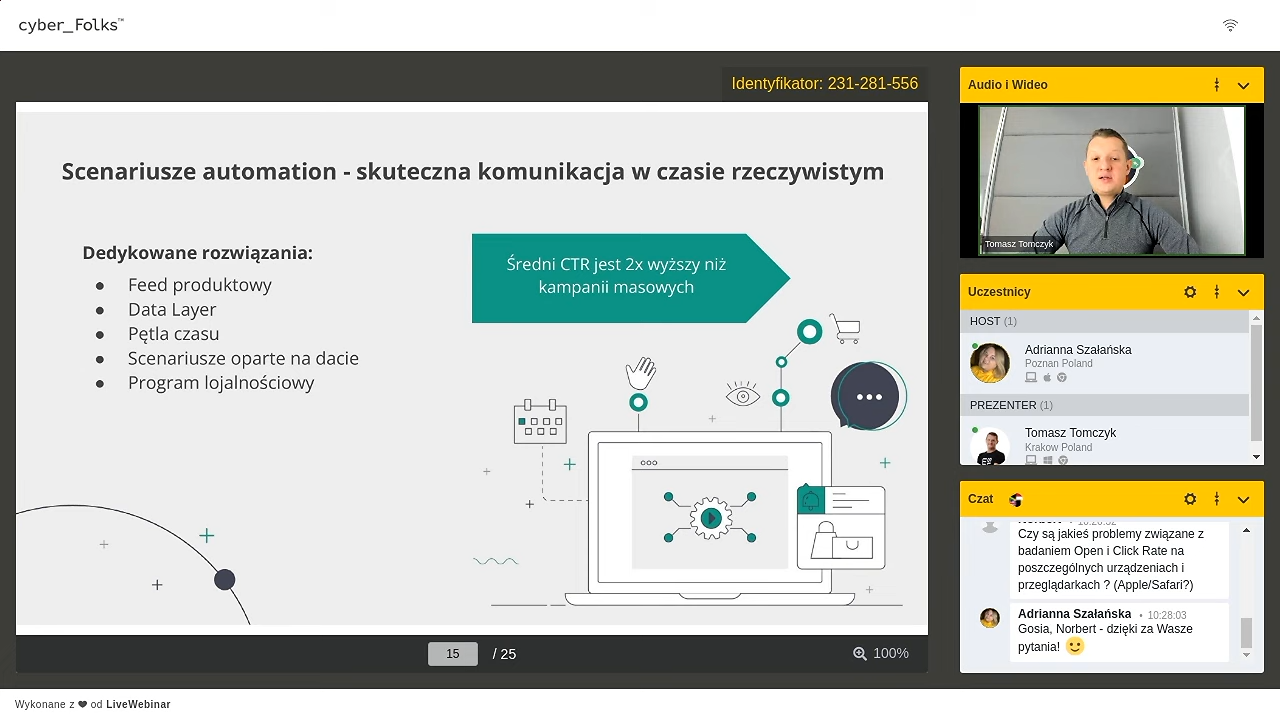 cyber_Folks™
Identyfikator: 231-281-556
Scenariusze automation - skuteczna komunikacja w czasie rzeczywistym
Dedykowane rozwiązania:
● Feed produktowy
● Data Layer
● Pętla czasu
● Scenariusze oparte na dacie
● Program lojalnościowy
Średni CTR jest 2x wyższy niż
kampanii masowych
15 / 25
100%
Audio i Wideo
Tomasz Tomczyk
Uczestnicy
HOST (1)
Adrianna Szałańska
Poznan Poland
PREZENTER (1)
Tomasz Tomczyk
Krakow Poland
Czat
Czy są jakieś problemy związane z
badaniem Open i Click Rate na
poszczególnych urządzeniach i
przeglądarkach ? (Apple/Safari?)
Adrianna Szałańska • 10:28:03
Gosia, Norbert - dzięki za Wasze
pytania! 🙂
Wykonane z ❤ od LiveWebinar